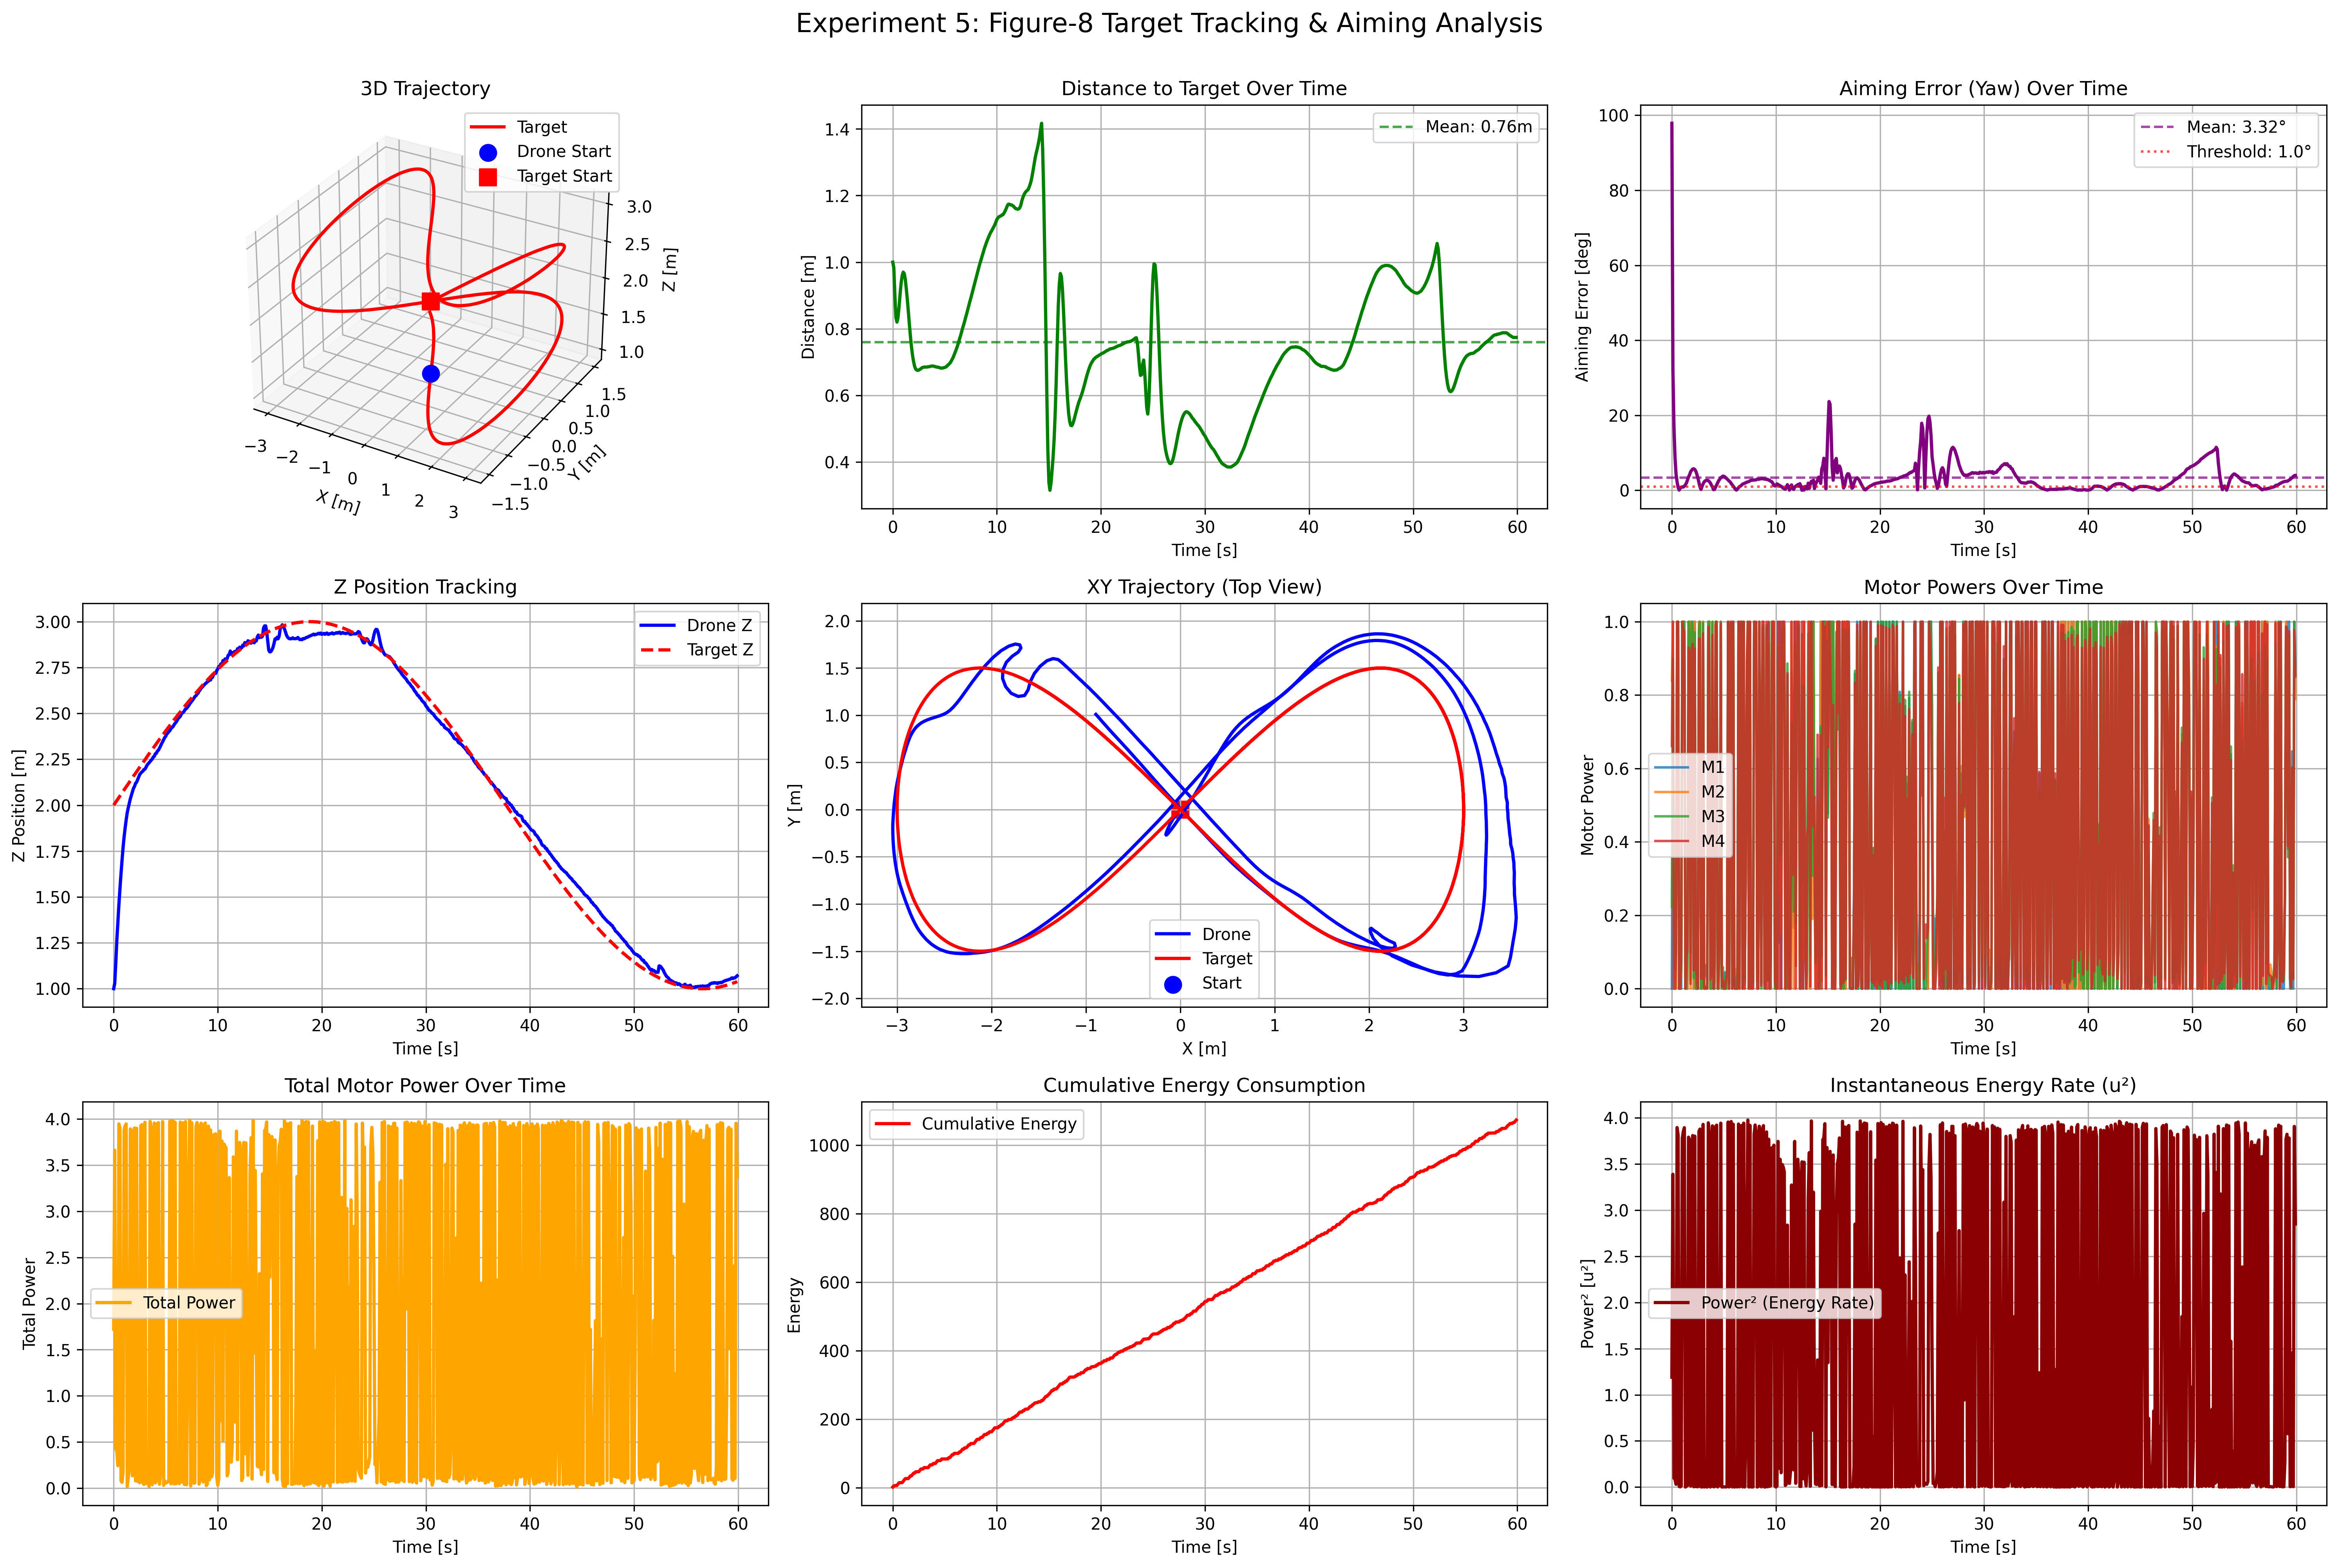 Experiment 5: Figure-8 Target Tracking & Aiming Analysis
3D Trajectory
Target
Drone Start
Target Start
3.0
2.5
2.0
1.5
1.0
Z [m]
1.5
1.0
0.5
0.0
−0.5
−1.0
−1.5
Y [m]
−3
−2
−1
0
1
2
3
X [m]
Distance to Target Over Time
Mean: 0.76m
1.4
1.2
1.0
0.8
0.6
0.4
Distance [m]
0 10 20 30 40 50 60
Time [s]
Aiming Error (Yaw) Over Time
Mean: 3.32°
Threshold: 1.0°
100
80
60
40
20
0
Aiming Error [deg]
0 10 20 30 40 50 60
Time [s]
Z Position Tracking
Drone Z
Target Z
3.00
2.75
2.50
2.25
2.00
1.75
1.50
1.25
1.00
Z Position [m]
0 10 20 30 40 50 60
Time [s]
XY Trajectory (Top View)
2.0
1.5
1.0
0.5
0.0
−0.5
−1.0
−1.5
−2.0
Y [m]
Drone
Target
Start
−3 −2 −1 0 1 2 3
X [m]
Motor Powers Over Time
1.0
0.8
0.6
0.4
0.2
0.0
Motor Power
M1
M2
M3
M4
0 10 20 30 40 50 60
Time [s]
Total Motor Power Over Time
4.0
3.5
3.0
2.5
2.0
1.5
1.0
0.5
0.0
Total Power
Total Power
0 10 20 30 40 50 60
Time [s]
Cumulative Energy Consumption
Cumulative Energy
1000
800
600
400
200
0
Energy
0 10 20 30 40 50 60
Time [s]
Instantaneous Energy Rate (u²)
4.0
3.5
3.0
2.5
2.0
1.5
1.0
0.5
0.0
Power² [u²]
Power² (Energy Rate)
0 10 20 30 40 50 60
Time [s]